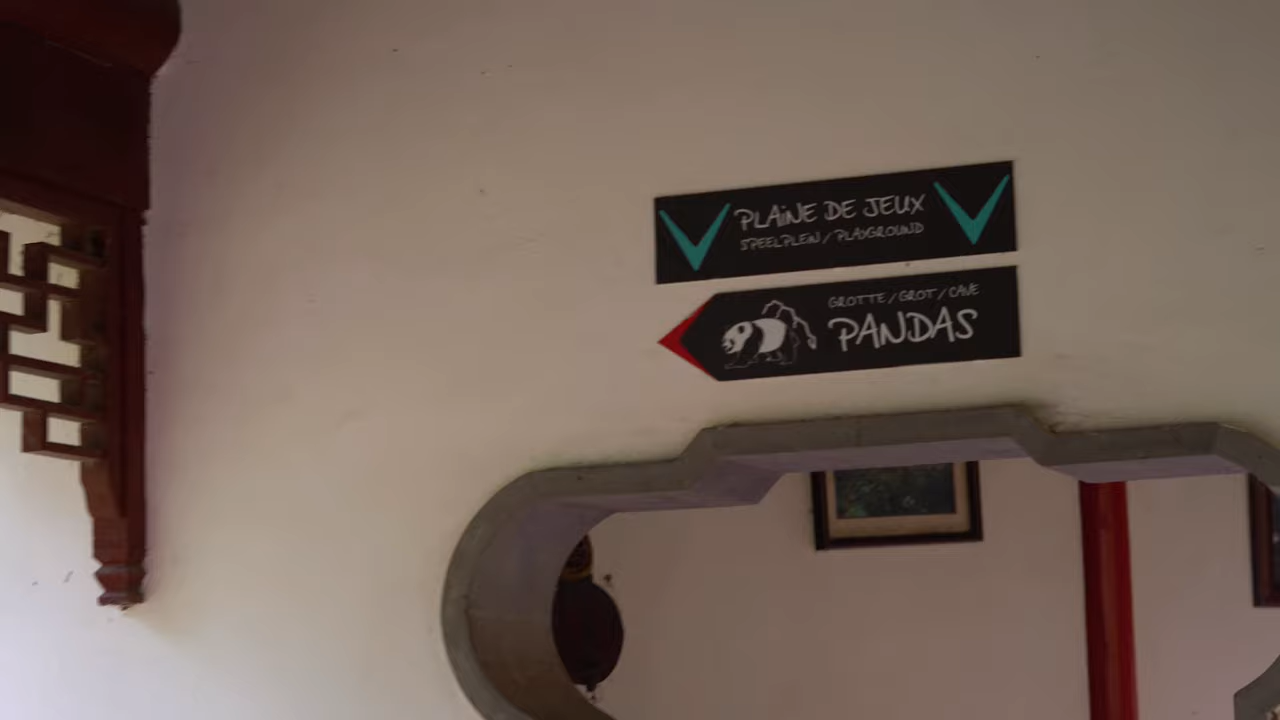 PLAINE DE JEUX
SPEELPLEIN / PLAYGROUND
GROTTE / GROT / CAVE
PANDAS